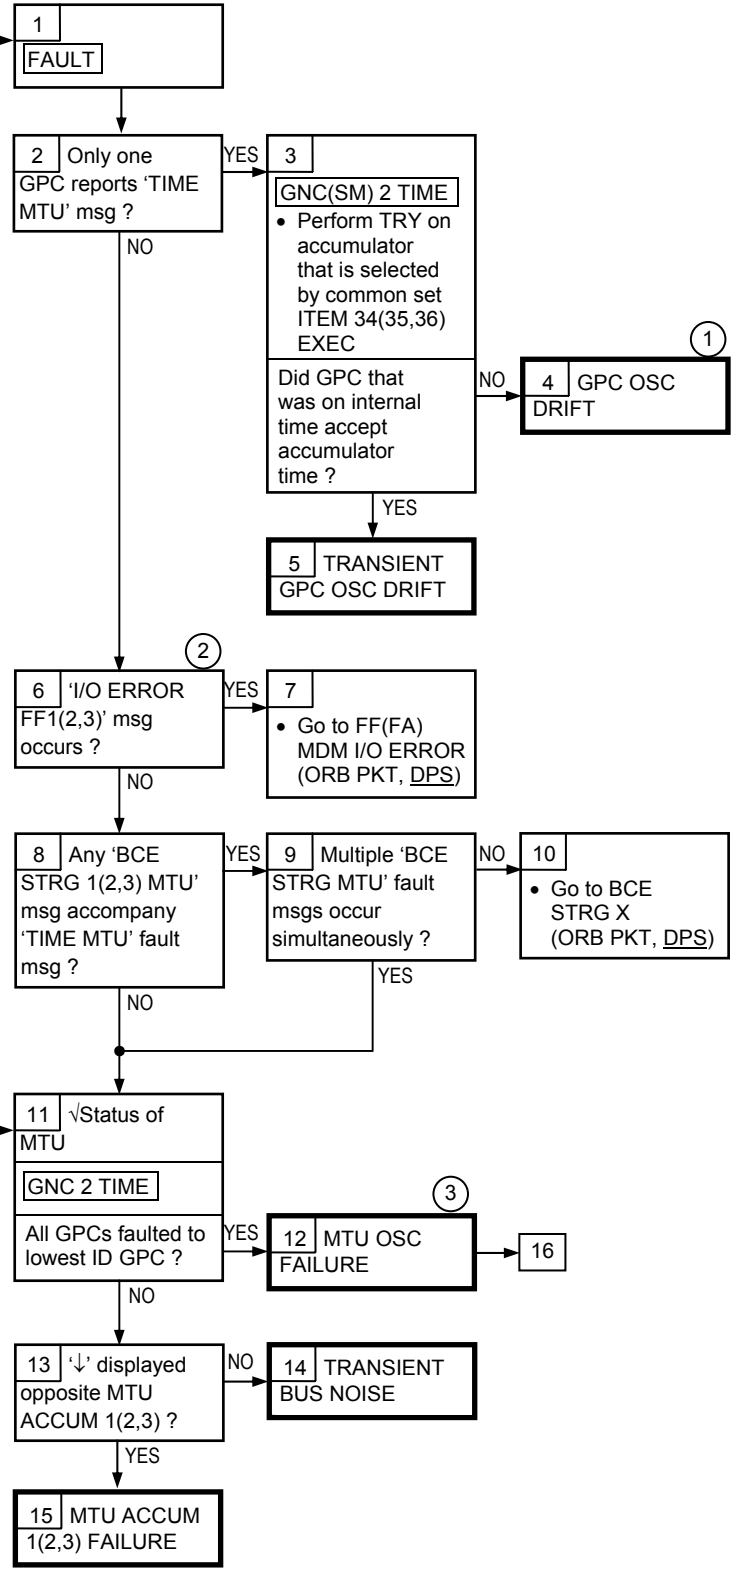 1
FAULT
2 Only one
GPC reports ‘TIME
MTU’ msg ?
YES
NO
3
GNC(SM) 2 TIME
• Perform TRY on
accumulator
that is selected
by common set
ITEM 34(35,36)
EXEC
Did GPC that
was on internal
time accept
accumulator
time ?
NO
YES
1
4 GPC OSC
DRIFT
5 TRANSIENT
GPC OSC DRIFT
2
6 ‘I/O ERROR
FF1(2,3)’ msg
occurs ?
YES
NO
7
• Go to FF(FA)
MDM I/O ERROR
(ORB PKT, DPS)
8 Any ‘BCE
STRG 1(2,3) MTU’
msg accompany
‘TIME MTU’ fault
msg ?
YES
NO
9 Multiple ‘BCE
STRG MTU’ fault
msgs occur
simultaneously ?
NO
YES
10
• Go to BCE
STRG X
(ORB PKT, DPS)
11 √Status of
MTU
GNC 2 TIME
All GPCs faulted to
lowest ID GPC ?
YES
NO
3
12 MTU OSC
FAILURE
16
13 ‘↓’ displayed
opposite MTU
ACCUM 1(2,3) ?
NO
YES
14 TRANSIENT
BUS NOISE
15 MTU ACCUM
1(2,3) FAILURE